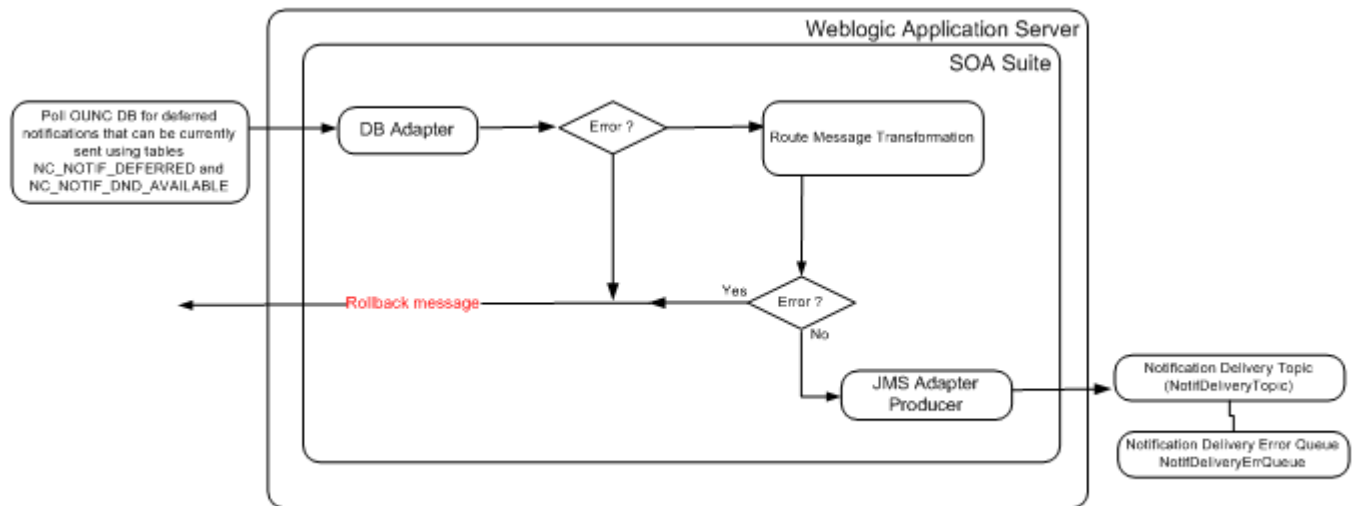 Weblogic Application Server
SOA Suite
Poll OUNC DB for deferred
notifications that can be currently
sent using tables
NC_NOTIF_DEFERRED and
NC_NOTIF_DND_AVAILABLE
DB Adapter
Error ?
Route Message Transformation
Rollback message
Yes
Error ?
No
JMS Adapter
Producer
Notification Delivery Topic
(NotifDeliveryTopic)
Notification Delivery Error Queue
NotifDeliveryErrQueue